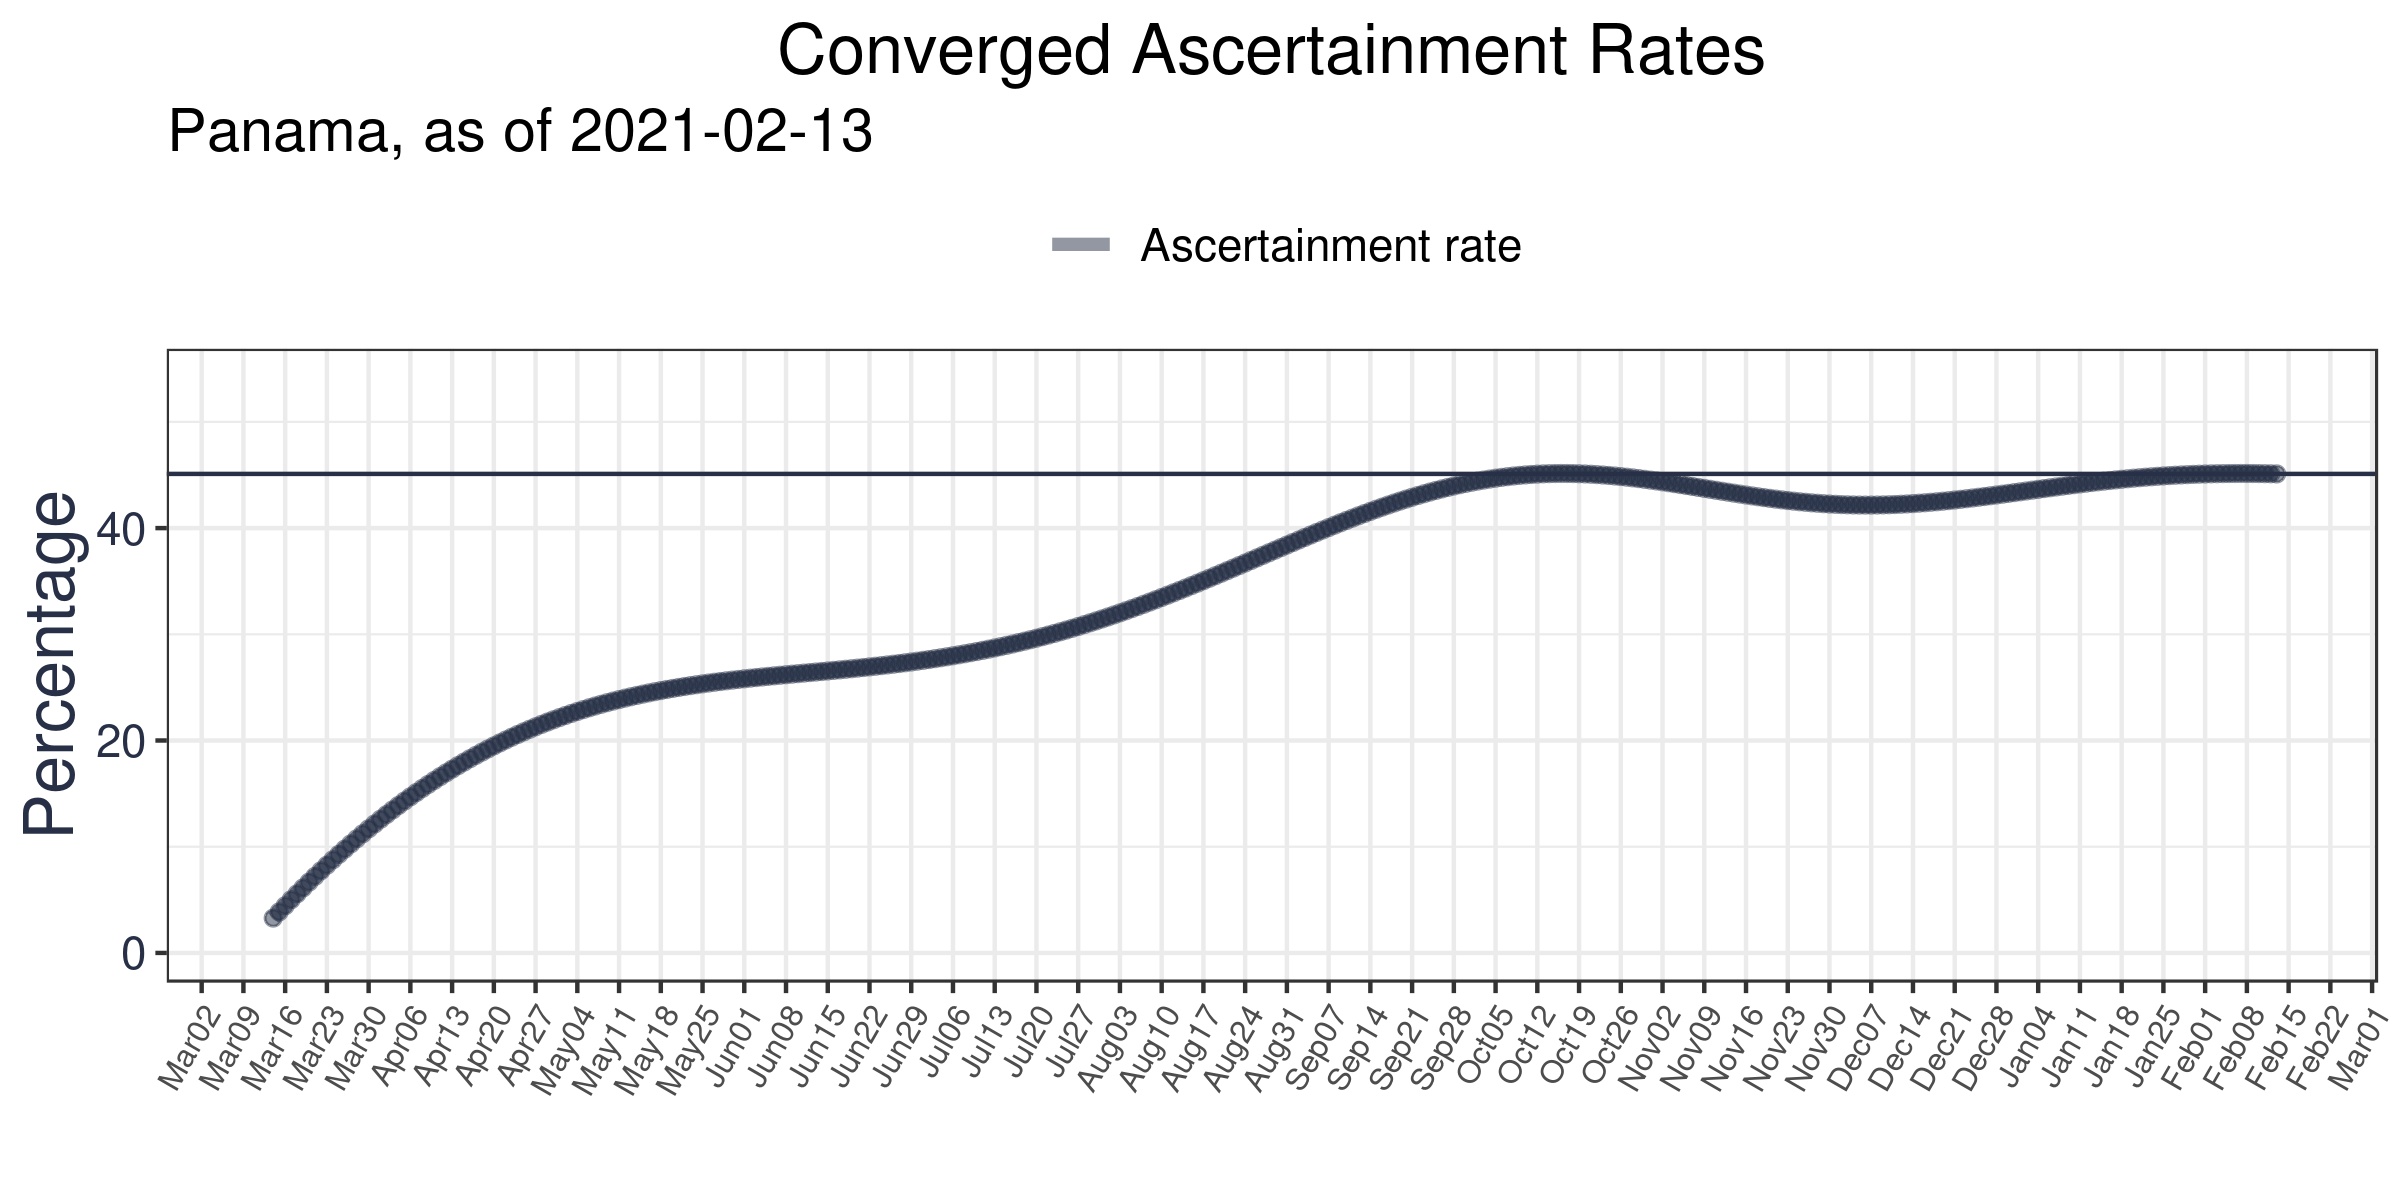 Converged Ascertainment Rates
Panama, as of 2021-02-13
Ascertainment rate
Percentage
40
20
0
Mar02
Mar09
Mar16
Mar23
Mar30
Apr06
Apr13
Apr20
Apr27
May04
May11
May18
May25
Jun01
Jun08
Jun15
Jun22
Jun29
Jul06
Jul13
Jul20
Jul27
Aug03
Aug10
Aug17
Aug24
Aug31
Sep07
Sep14
Sep21
Sep28
Oct05
Oct12
Oct19
Oct26
Nov02
Nov09
Nov16
Nov23
Nov30
Dec07
Dec14
Dec21
Dec28
Jan04
Jan11
Jan18
Jan25
Feb01
Feb08
Feb15
Feb22
Mar01